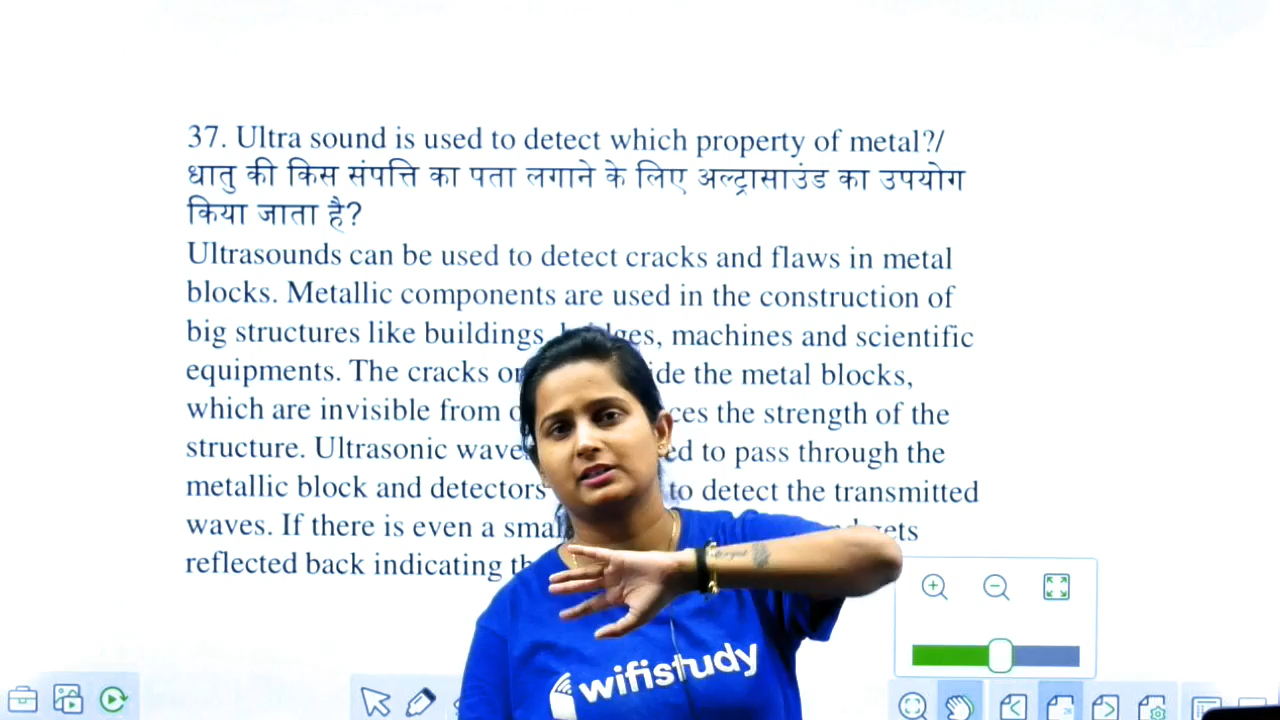 37. Ultra sound is used to detect which property of metal?/
धातु की किस संपत्ति का पता लगाने के लिए अल्ट्रासाउंड का उपयोग
किया जाता है?
Ultrasounds can be used to detect cracks and flaws in metal
blocks. Metallic components are used in the construction of
big structures like buildings, machines and scientific
equipments. The cracks the metal blocks,
which are invisible from the strength of the
structure. Ultrasonic to pass through the
metallic block and detectors to detect the transmitted
waves. If there is even a
reflected back indicating
wifistudy